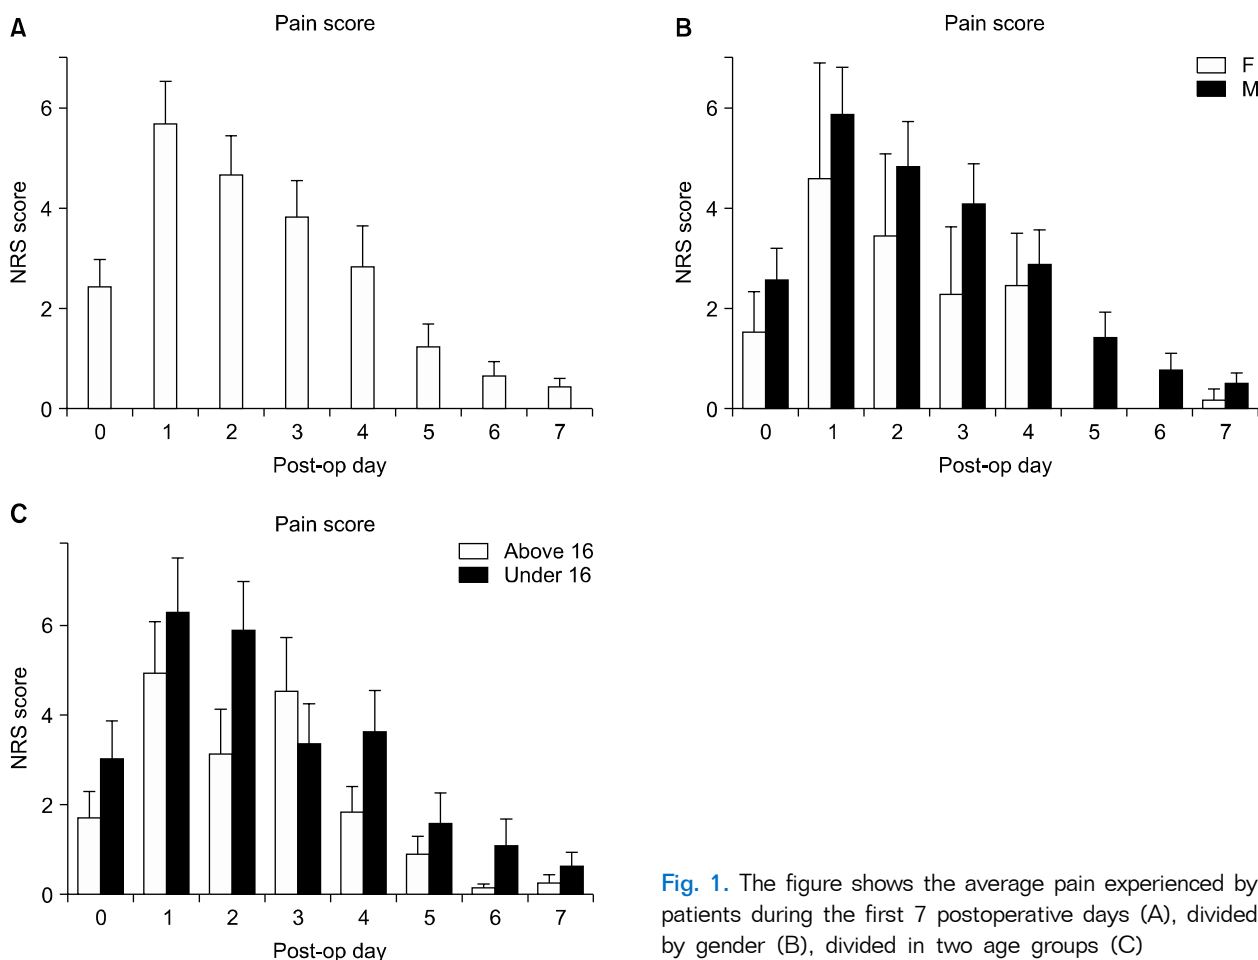 A
Pain score
NRS score
6
4
2
0
0 1 2 3 4 5 6 7
Post-op day
B
Pain score
F
M
NRS score
6
4
2
0
0 1 2 3 4 5 6 7
Post-op day
C
Pain score
Above 16
Under 16
NRS score
6
4
2
0
0 1 2 3 4 5 6 7
Post-op day
Fig. 1. The figure shows the average pain experienced by
patients during the first 7 postoperative days (A), divided
by gender (B), divided in two age groups (C)